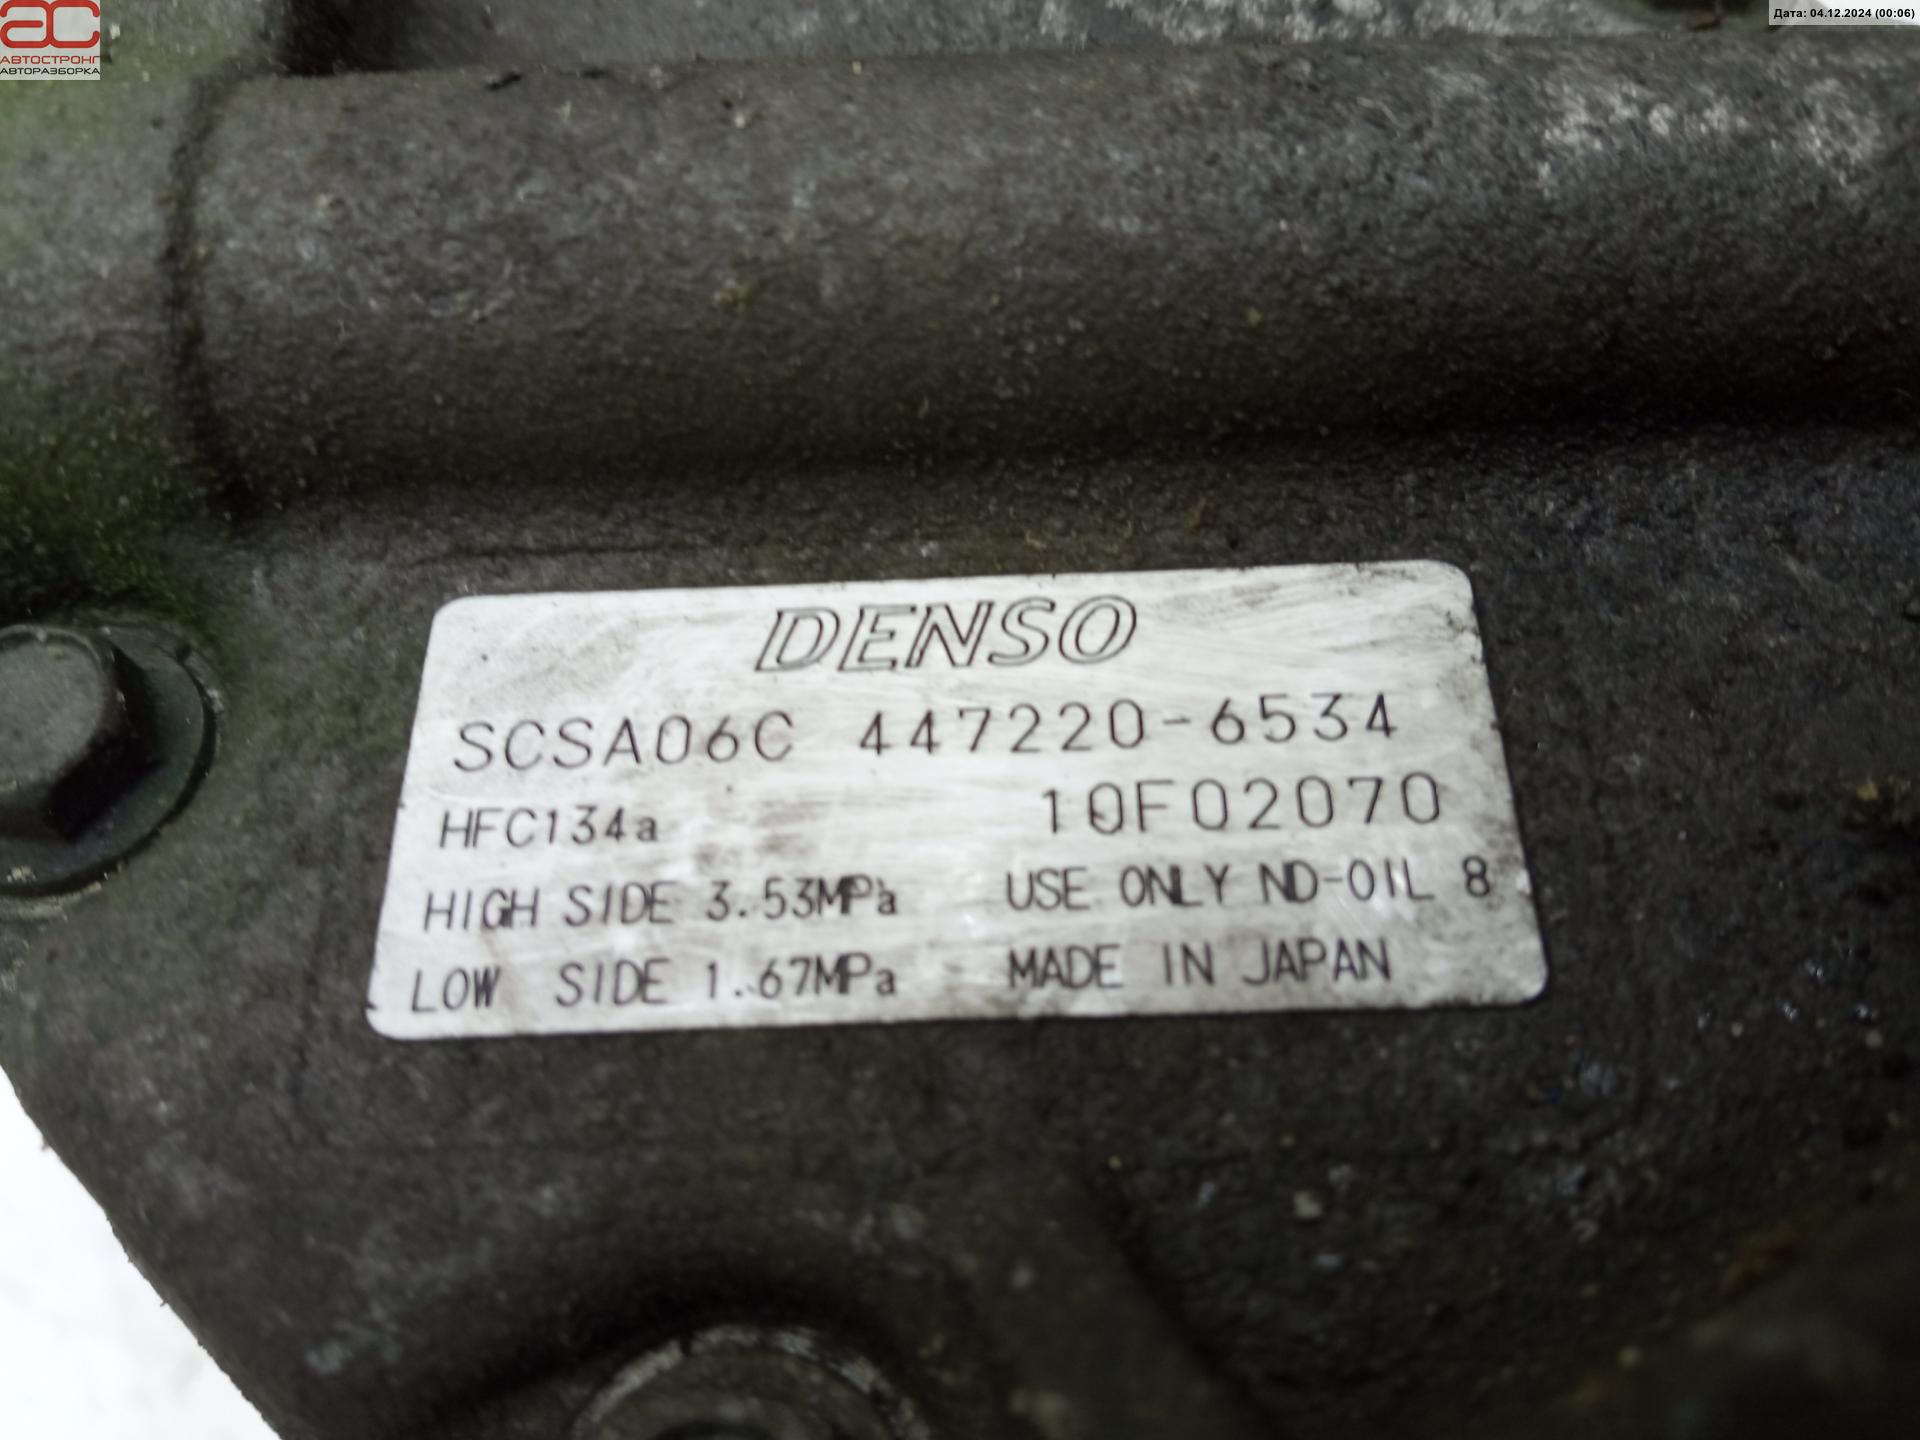 АС
АВТОСТРОНГ
АВТОРАЗБОРКА
Дата: 04.12.2024 (00:06)
DENSO
SCSA06C 447220-6534
HFC134a 10F02070
HIGH SIDE 3.53MPa USE ONLY ND-OIL 8
LOW SIDE 1.67MPa MADE IN JAPAN